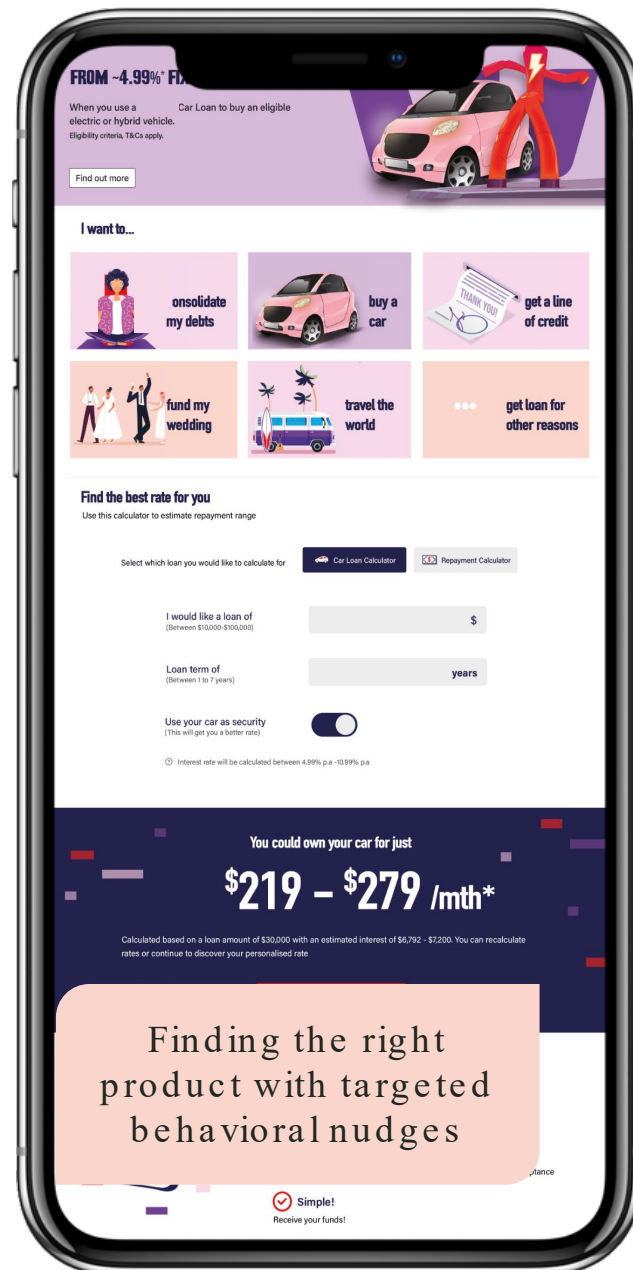 FROM ~4.99%*
When you use a Car Loan to buy an eligible
electric or hybrid vehicle.
Eligibility criteria, T&Cs apply.
Find out more
I want to...
onsolidate
my debts
buy a
car
THANK YOU!
get a line
of credit
fund my
wedding
travel the
world
get loan for
other reasons
Find the best rate for you
Use this calculator to estimate repayment range
Select which loan you would like to calculate for
Car Loan Calculator
Repayment Calculator
I would like a loan of
(Between $10,000-$100,000)
$
Loan term of
(Between 1 to 7 years)
years
Use your car as security
(This will get you a better rate)
Interest rate will be calculated between 4.99% p.a -10.99% p.a
You could own your car for just
$219 – $279 /mth*
Calculated based on a loan amount of $30,000 with an estimated interest of $6,792 - $7,200. You can recalculate
rates or continue to discover your personalised rate
Finding the right
product with targeted
behavioral nudges
Simple!
Receive your funds!